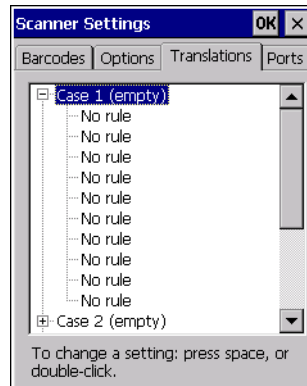 Scanner Settings OK ×
Barcodes Options Translations Ports
Case 1 (empty)
No rule
No rule
No rule
No rule
No rule
No rule
No rule
No rule
No rule
No rule
Case 2 (empty)
To change a setting: press space, or
double-click.